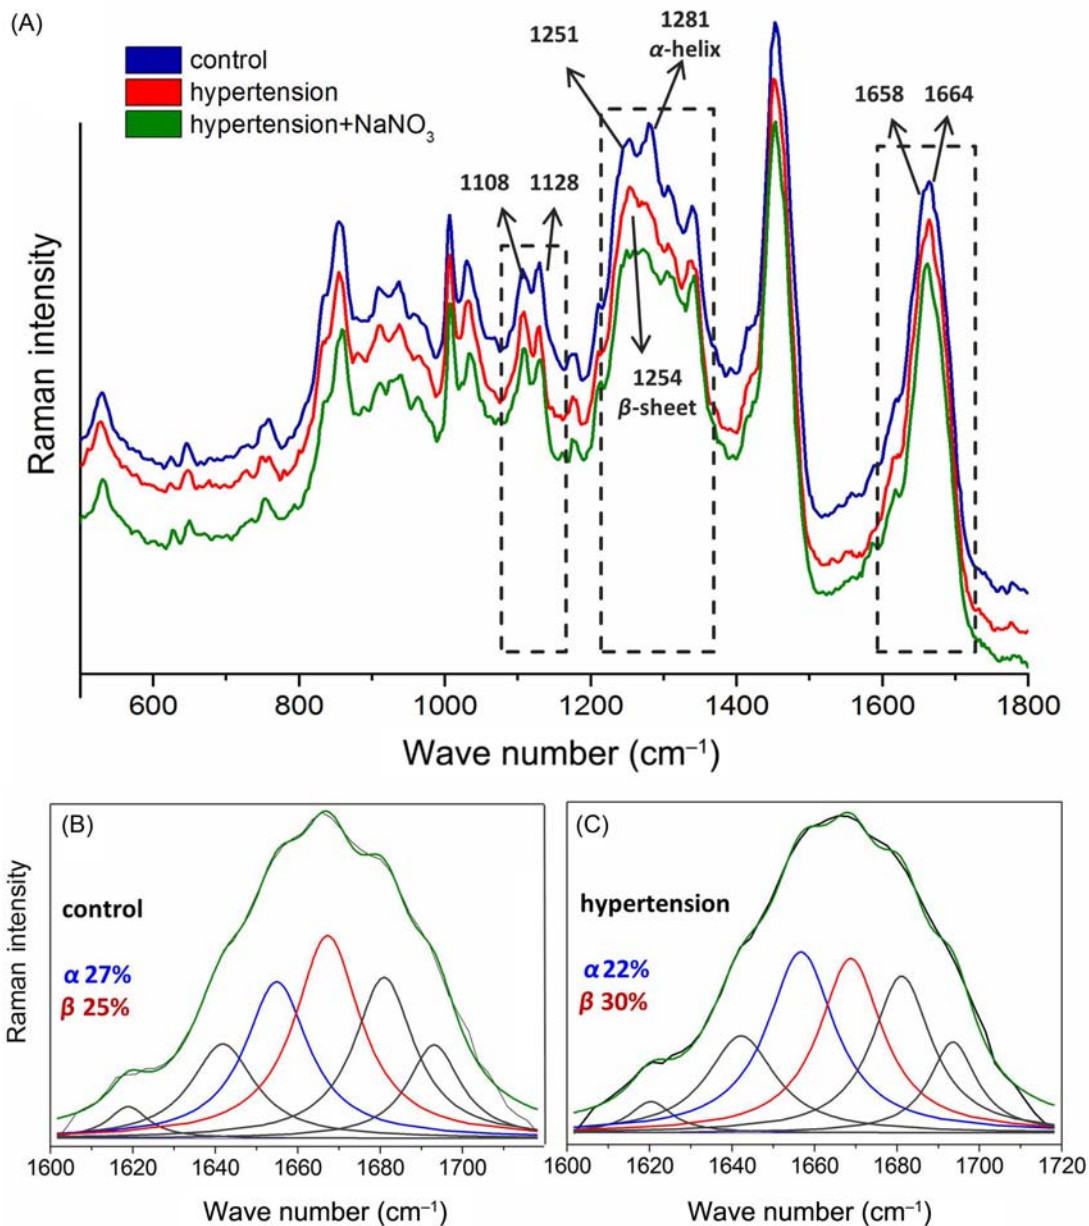 (A)
control
hypertension
hypertension+NaNO₃
1251
1281
α-helix
1658
1664
1108
1128
1254
β-sheet
Raman intensity
600 800 1000 1200 1400 1600 1800
Wave number (cm⁻¹)
(B)
control
α 27%
β 25%
Raman intensity
1600 1620 1640 1660 1680 1700
Wave number (cm⁻¹)
(C)
hypertension
α 22%
β 30%
1600 1620 1640 1660 1680 1700 1720
Wave number (cm⁻¹)